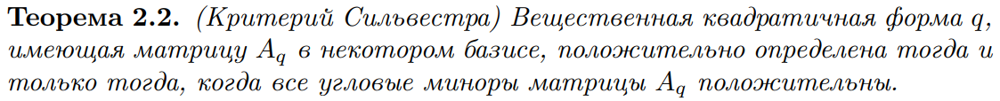 Теорема 2.2. (Критерий Сильвестра) Вещественная квадратичная форма q,
имеющая матрицу A_q в некотором базисе, положительно определена тогда и
только тогда, когда все угловые миноры матрицы A_q положительны.